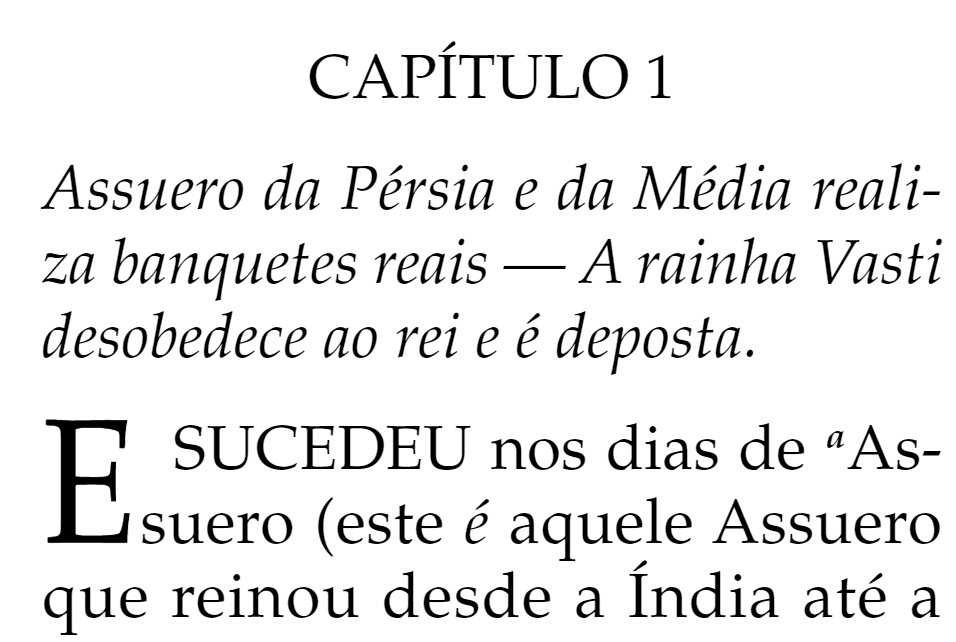 CAPÍTULO 1
Assuero da Pérsia e da Média reali-
za banquetes reais — A rainha Vasti
desobedece ao rei e é deposta.
E SUCEDEU nos dias de ᵃAs-
suero (este é aquele Assuero
que reinou desde a Índia até a